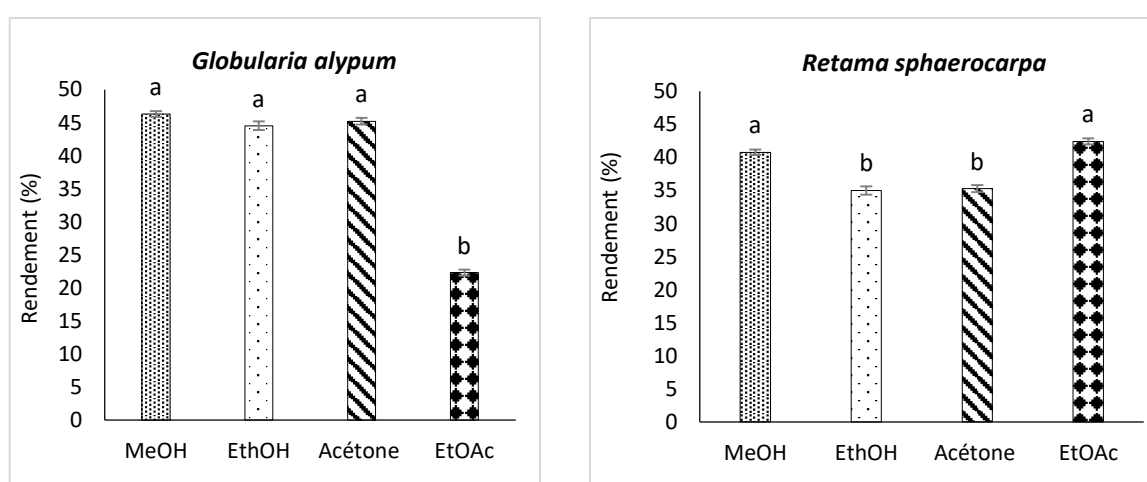 Globularia alypum
a
a
a
b
Rendement (%)
50
45
40
35
30
25
20
15
10
5
0
MeOH EthOH Acétone EtOAc
Retama sphaerocarpa
a
b
b
a
Rendement (%)
50
45
40
35
30
25
20
15
10
5
0
MeOH EthOH Acétone EtOAc